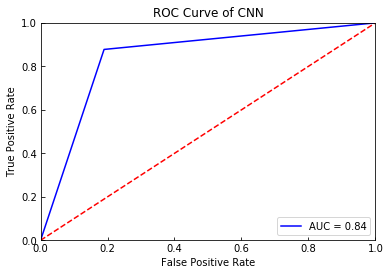 ROC Curve of CNN
True Positive Rate
1.0
0.8
0.6
0.4
0.2
0.0
AUC = 0.84
0.0 0.2 0.4 0.6 0.8 1.0
False Positive Rate